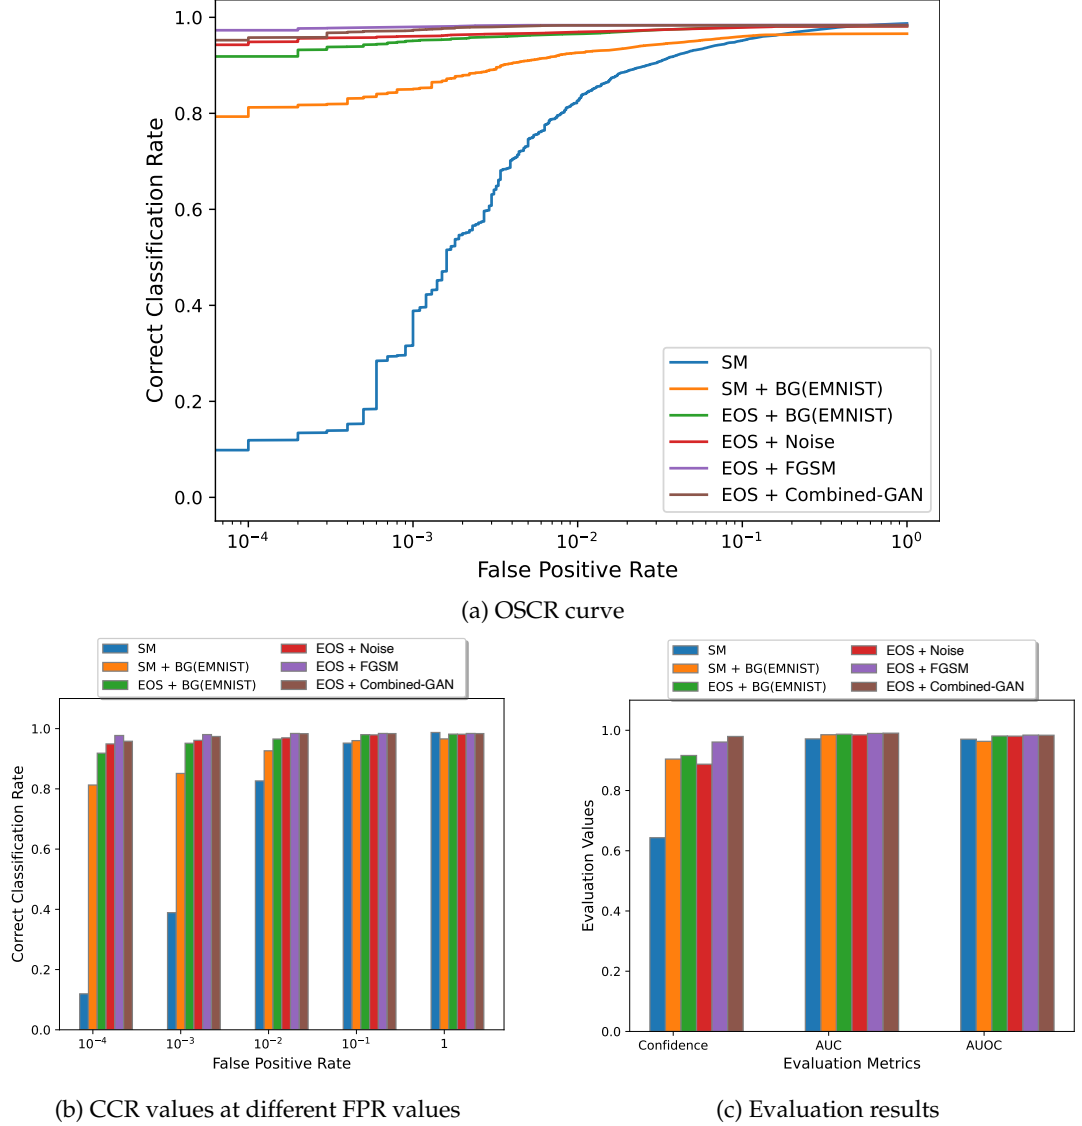 1.0
0.8
0.6
0.4
0.2
0.0
Correct Classification Rate
SM
SM + BG(EMNIST)
EOS + BG(EMNIST)
EOS + Noise
EOS + FGSM
EOS + Combined-GAN
10⁻⁴ 10⁻³ 10⁻² 10⁻¹ 10⁰
False Positive Rate
(a) OSCR curve
SM
SM + BG(EMNIST)
EOS + BG(EMNIST)
EOS + Noise
EOS + FGSM
EOS + Combined-GAN
1.0
0.8
0.6
0.4
0.2
0.0
Correct Classification Rate
10⁻⁴ 10⁻³ 10⁻² 10⁻¹ 1
False Positive Rate
(b) CCR values at different FPR values
SM
SM + BG(EMNIST)
EOS + BG(EMNIST)
EOS + Noise
EOS + FGSM
EOS + Combined-GAN
1.0
0.8
0.6
0.4
0.2
0.0
Evaluation Values
Confidence AUC AUOC
Evaluation Metrics
(c) Evaluation results